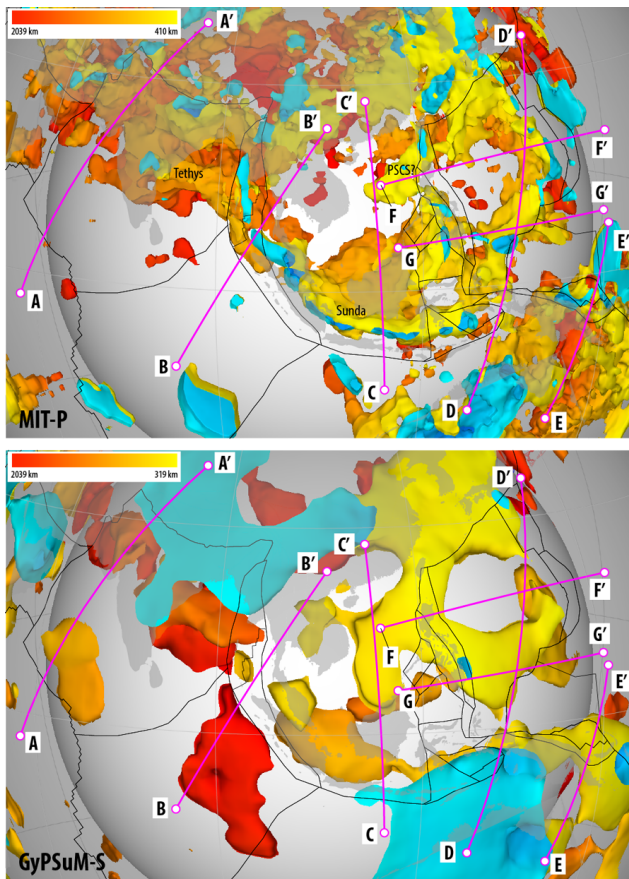 2039 km 410 km
A'
D'
C'
B'
F'
Tethys
PSCS?
F
G'
G
E'
A
Sunda
B
C
D
E
MIT-P
2039 km 319 km
A'
D'
C'
B'
F'
F
G'
E'
G
A
B
C
D
E
GyPSuM-S